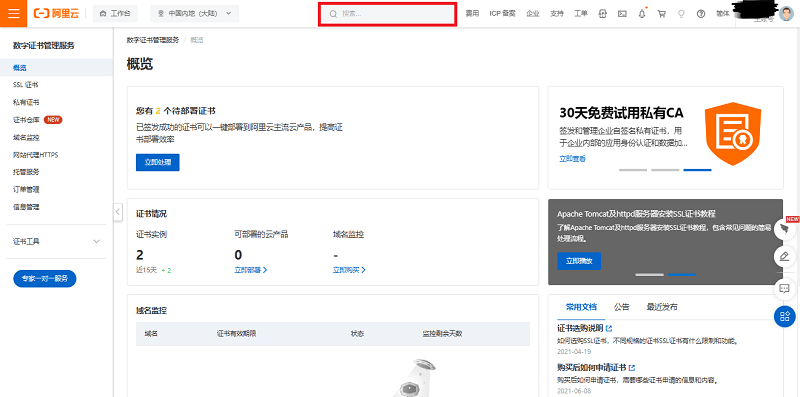 阿里云 工作台 中国内地（大陆） 搜索... 费用 ICP 备案 企业 支持 工单 简体
主账号
数字证书管理服务
概览
SSL 证书
私有证书
证书仓库 NEW
域名监控
网站代理HTTPS
托管服务
订单管理
信息管理
证书工具
专家一对一服务
数字证书管理服务 / 概览
概览
您有 2 个待部署证书
已签发成功的证书可以一键部署到阿里云主流云产品，提高证
书部署效率
立即处理
30天免费试用私有CA
签发和管理企业自签名私有证书，用
于企业内部的应用身份认证和数据加...
立即查看
证书情况
证书实例 可部署的云产品 域名监控
2 0 -
近15天 + 2 立即部署 立即购买
NEW
Apache Tomcat及httpd服务器安装SSL证书教程
了解Apache Tomcat及httpd服务器安装SSL证书教程，包含常见问题的简易
处理流程。
立即播放
域名监控
域名 证书有效期限 状态 监控剩余天数
常用文档 公告 最近发布
证书选购说明
如何选购SSL证书，不同规格的证书SSL证书有什么限制和功能。
2021-04-19
购买后如何申请证书
购买后如何申请证书，需要哪些证书申请的信息和内容。
2021-06-08